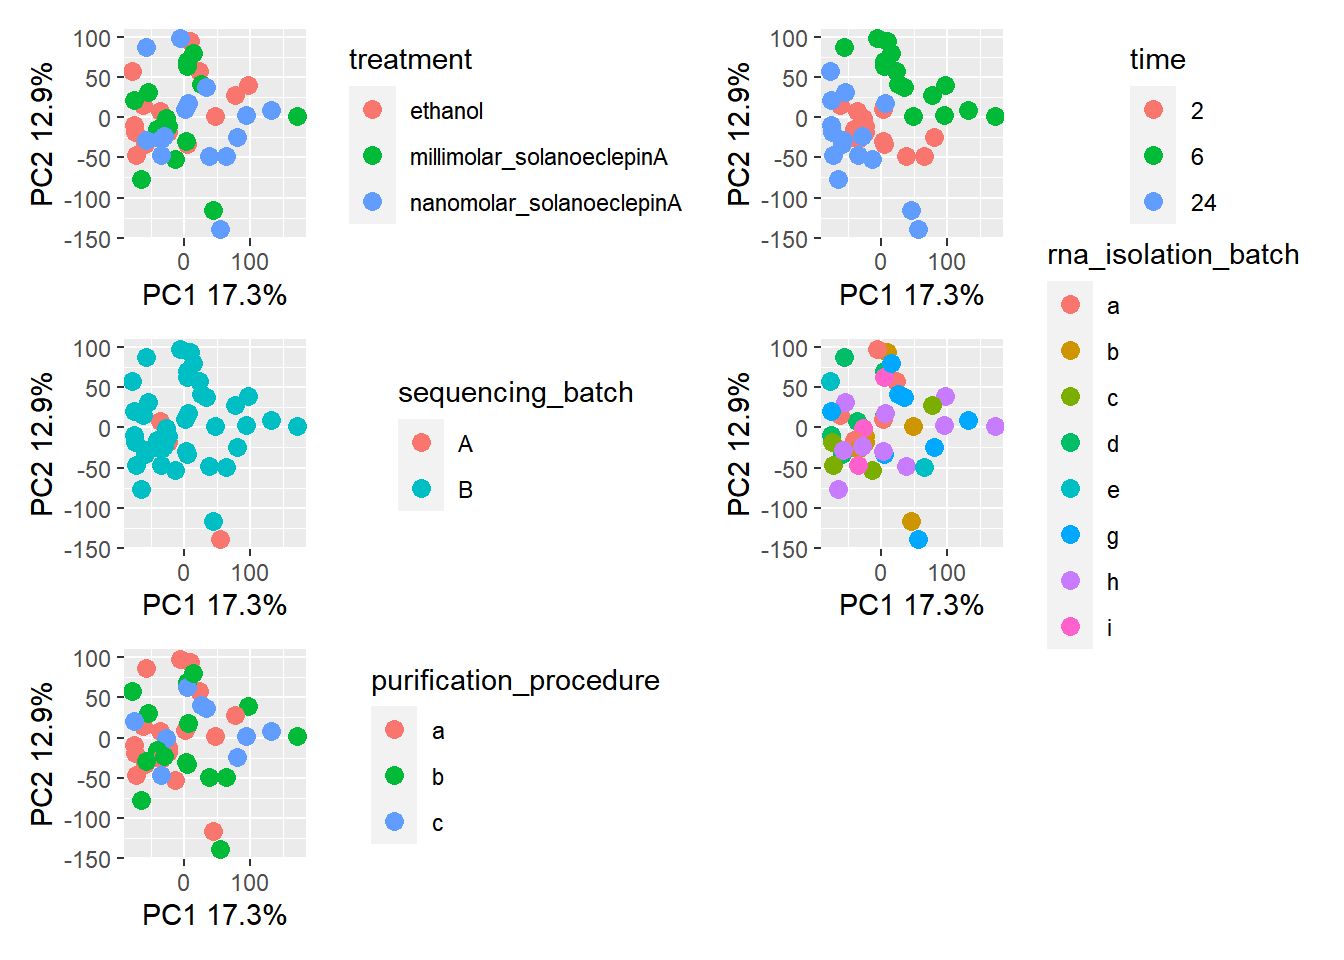 PC2 12.9%
100
50
0
-50
-100
-150
0 100
PC1 17.3%
treatment
ethanol
millimolar_solanoeclepinA
nanomolar_solanoeclepinA
PC2 12.9%
100
50
0
-50
-100
-150
0 100
PC1 17.3%
time
2
6
24
PC2 12.9%
100
50
0
-50
-100
-150
0 100
PC1 17.3%
sequencing_batch
A
B
PC2 12.9%
100
50
0
-50
-100
-150
0 100
PC1 17.3%
rna_isolation_batch
a
b
c
d
e
g
h
i
PC2 12.9%
100
50
0
-50
-100
-150
0 100
PC1 17.3%
purification_procedure
a
b
c